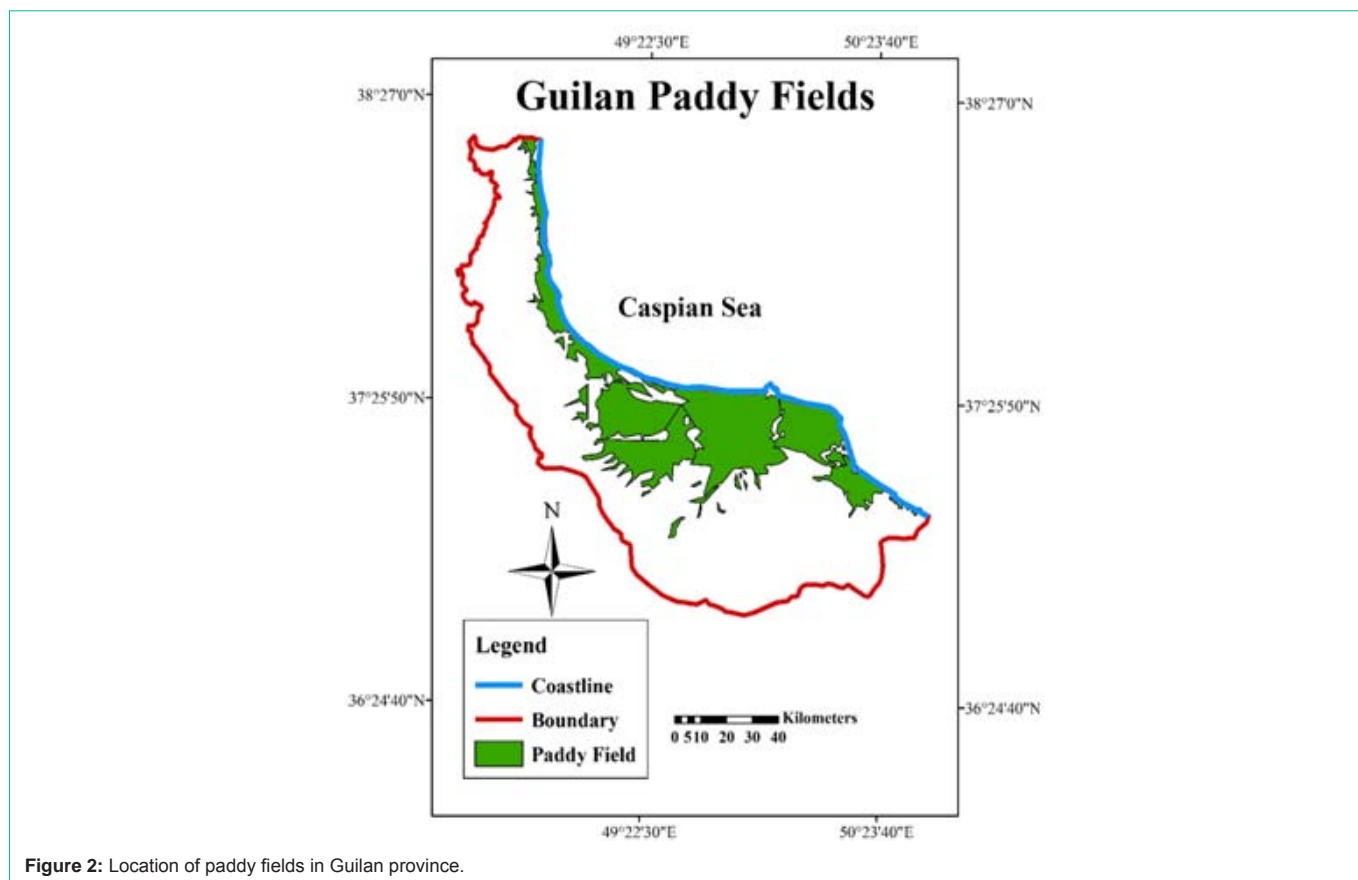 49°22'30"E 50°23'40"E
Guilan Paddy Fields
38°27'0"N 38°27'0"N
Caspian Sea
37°25'50"N 37°25'50"N
N
Legend
Coastline
Boundary
Paddy Field
36°24'40"N 36°24'40"N
Kilometers
0 5 10 20 30 40
49°22'30"E 50°23'40"E
Figure 2: Location of paddy fields in Guilan province.